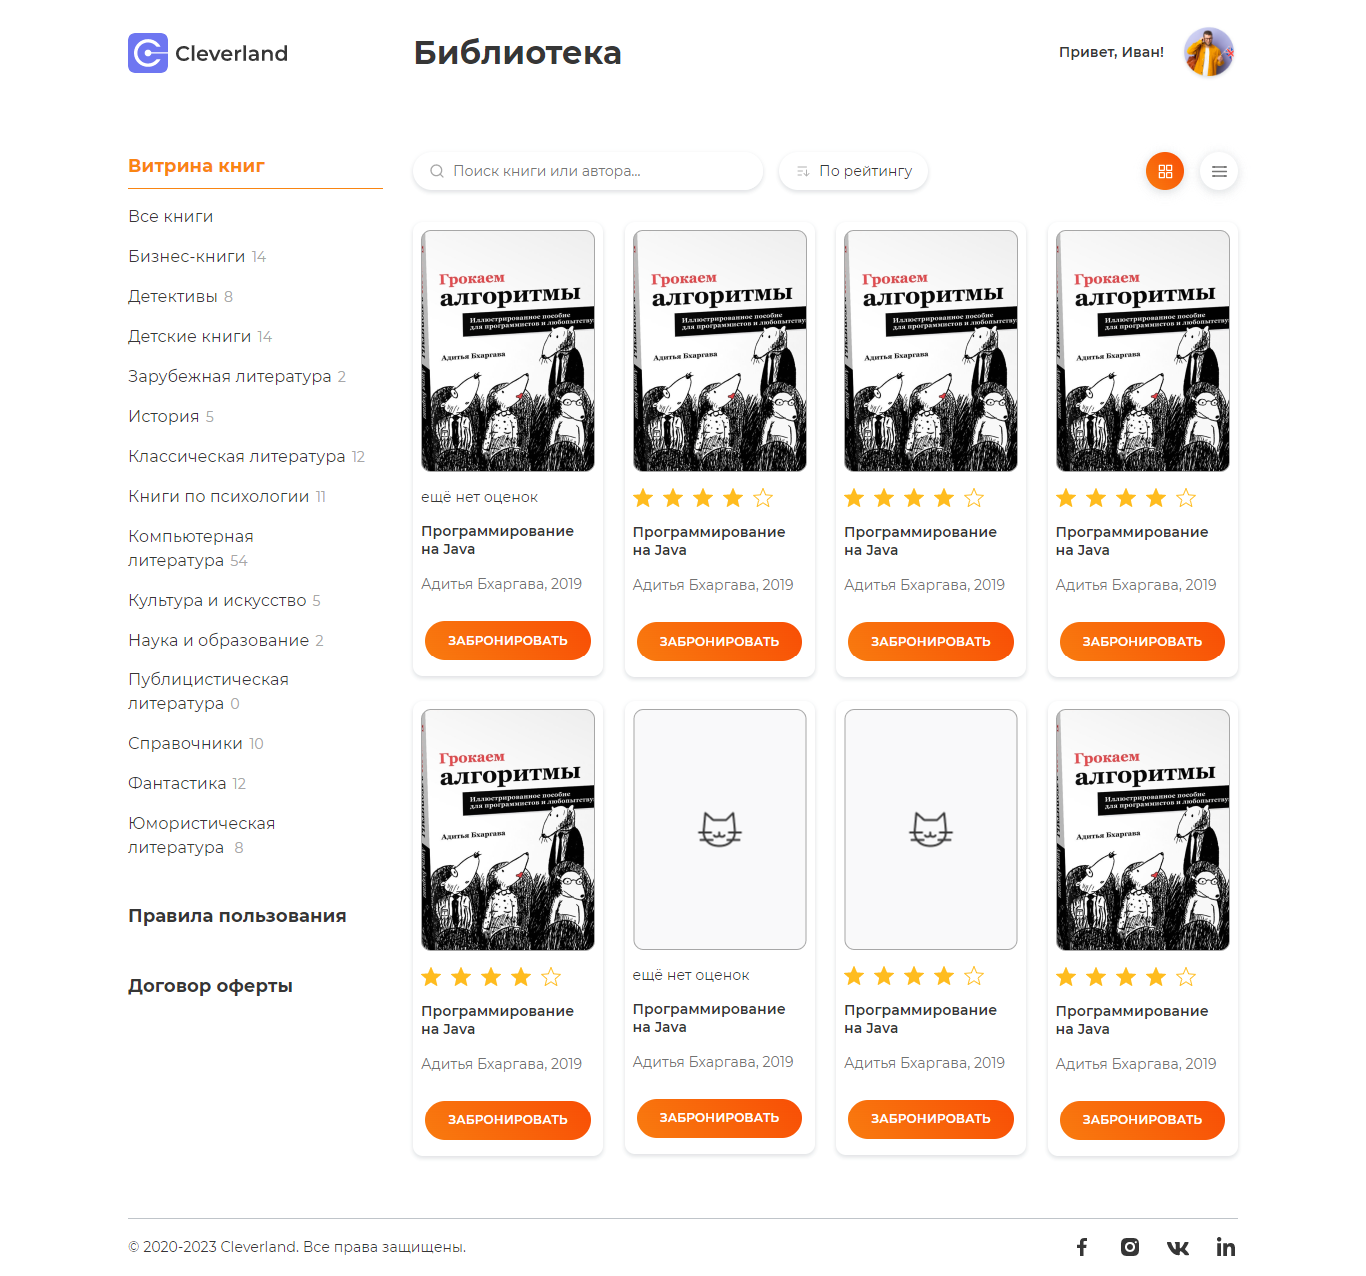 Cleverland
Библиотека
Привет, Иван!
Витрина книг
Все книги
Бизнес-книги 14
Детективы 8
Детские книги 14
Зарубежная литература 2
История 5
Классическая литература 12
Книги по психологии 11
Компьютерная
литература 54
Культура и искусство 5
Наука и образование 2
Публицистическая
литература 0
Справочники 10
Фантастика 12
Юмористическая
литература 8
Правила пользования
Договор оферты
Поиск книги или автора...
По рейтингу
Грокаем
алгоритмы
Иллюстрированное пособие
для программистов и любопытству
Адитья Бхаргава
ещё нет оценок
Программирование
на Java
Адитья Бхаргава, 2019
ЗАБРОНИРОВАТЬ
Грокаем
алгоритмы
Иллюстрированное пособие
для программистов и любопытству
Адитья Бхаргава
Программирование
на Java
Адитья Бхаргава, 2019
ЗАБРОНИРОВАТЬ
Грокаем
алгоритмы
Иллюстрированное пособие
для программистов и любопытству
Адитья Бхаргава
Программирование
на Java
Адитья Бхаргава, 2019
ЗАБРОНИРОВАТЬ
Грокаем
алгоритмы
Иллюстрированное пособие
для программистов и любопытству
Адитья Бхаргава
Программирование
на Java
Адитья Бхаргава, 2019
ЗАБРОНИРОВАТЬ
Грокаем
алгоритмы
Иллюстрированное пособие
для программистов и любопытству
Адитья Бхаргава
Программирование
на Java
Адитья Бхаргава, 2019
ЗАБРОНИРОВАТЬ
ещё нет оценок
Программирование
на Java
Адитья Бхаргава, 2019
ЗАБРОНИРОВАТЬ
Программирование
на Java
Адитья Бхаргава, 2019
ЗАБРОНИРОВАТЬ
Грокаем
алгоритмы
Иллюстрированное пособие
для программистов и любопытству
Адитья Бхаргава
Программирование
на Java
Адитья Бхаргава, 2019
ЗАБРОНИРОВАТЬ
© 2020-2023 Cleverland. Все права защищены.